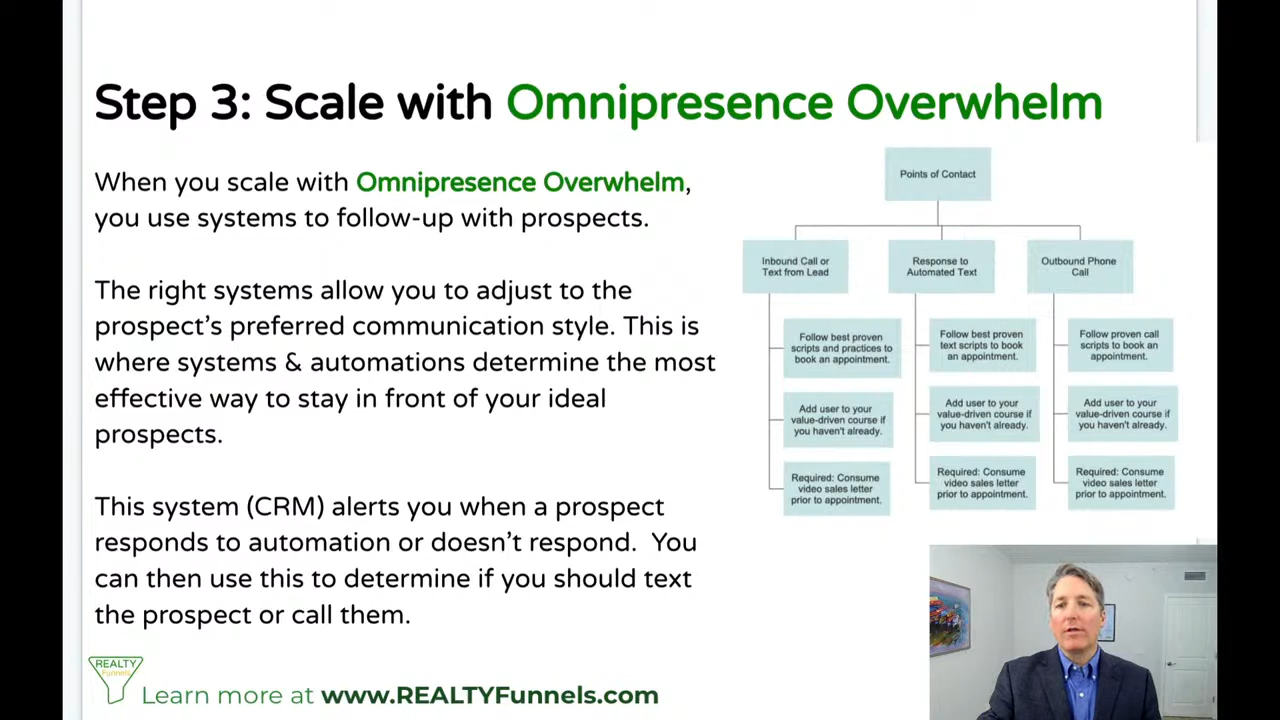 Step 3: Scale with Omnipresence Overwhelm
When you scale with Omnipresence Overwhelm,
you use systems to follow-up with prospects.
The right systems allow you to adjust to the
prospect's preferred communication style. This is
where systems & automations determine the most
effective way to stay in front of your ideal
prospects.
This system (CRM) alerts you when a prospect
responds to automation or doesn't respond.  You
can then use this to determine if you should text
the prospect or call them.
Points of Contact
Inbound Call or
Text from Lead
Follow best proven
scripts and practices to
book an appointment.
Add user to your
value-driven course if
you haven't already.
Required: Consume
video sales letter
prior to appointment.
Response to
Automated Text
Follow best proven
text scripts to book
an appointment.
Add user to your
value-driven course if
you haven't already.
Required: Consume
video sales letter
prior to appointment.
Outbound Phone
Call
Follow proven call
scripts to book an
appointment.
Add user to your
value-driven course if
you haven't already.
Required: Consume
video sales letter
prior to appointment.
REALTY
Funnels
Learn more at www.REALTYFunnels.com